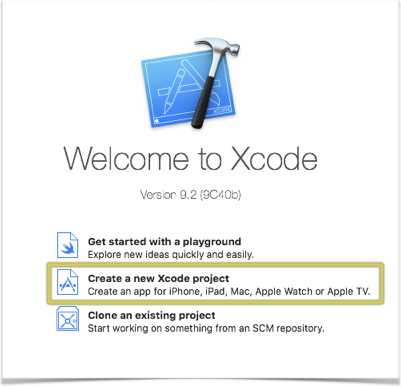 XCODE
Welcome to Xcode
Version 9.2 (9C40b)
Get started with a playground
Explore new ideas quickly and easily.
Create a new Xcode project
Create an app for iPhone, iPad, Mac, Apple Watch or Apple TV.
Clone an existing project
Start working on something from an SCM repository.